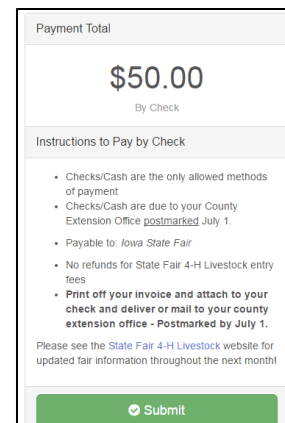 Payment Total
$50.00
By Check
Instructions to Pay by Check
• Checks/Cash are the only allowed methods
of payment
• Checks/Cash are due to your County
Extension Office postmarked July 1.
• Payable to: Iowa State Fair
• No refunds for State Fair 4-H Livestock entry
fees
• Print off your invoice and attach to your
check and deliver or mail to your county
extension office - Postmarked by July 1.
Please see the State Fair 4-H Livestock website for
updated fair information throughout the next month!
Submit